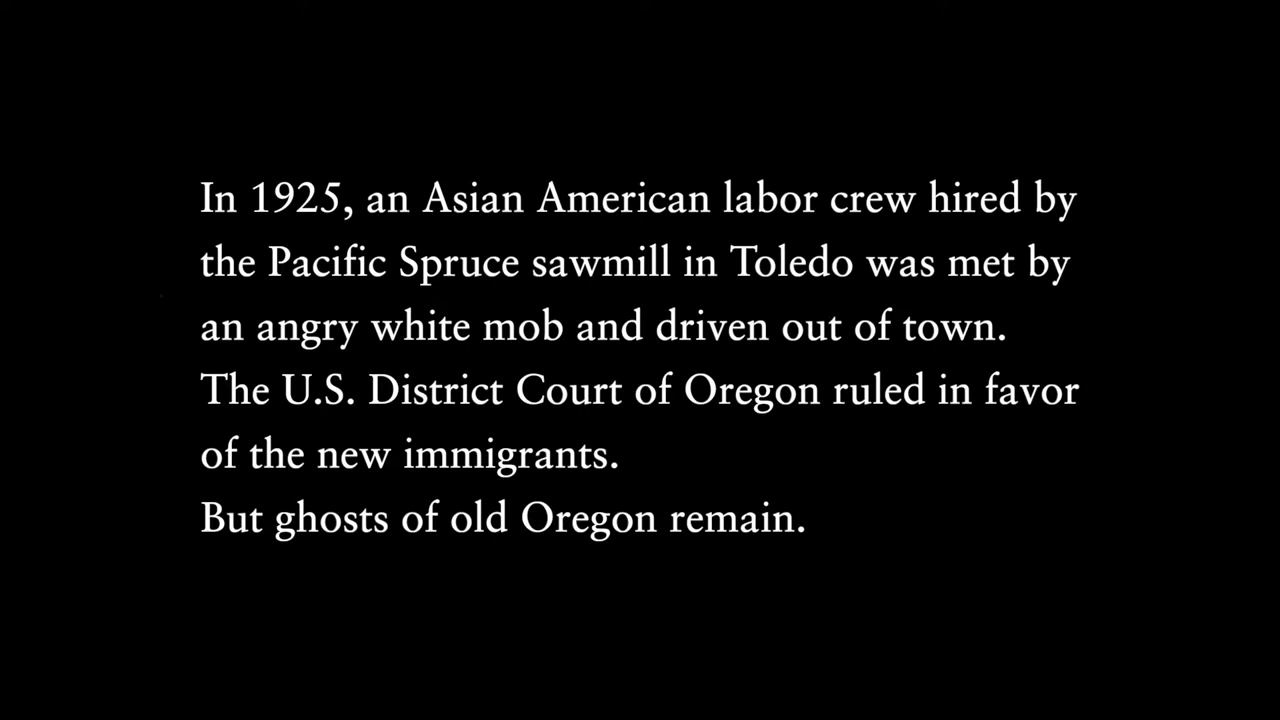 In 1925, an Asian American labor crew hired by
the Pacific Spruce sawmill in Toledo was met by
an angry white mob and driven out of town.
The U.S. District Court of Oregon ruled in favor
of the new immigrants.
But ghosts of old Oregon remain.